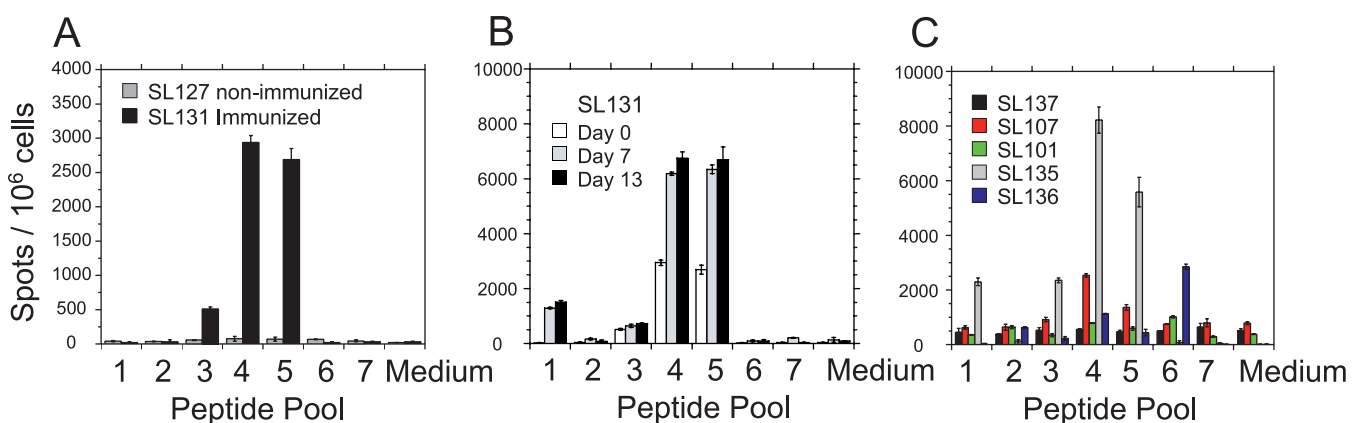 A
Spots / 10⁶ cells
4000
3500
3000
2500
2000
1500
1000
500
0
SL127 non-immunized
SL131 Immunized
1 2 3 4 5 6 7 Medium
Peptide Pool
B
10000
8000
6000
4000
2000
0
SL131
Day 0
Day 7
Day 13
1 2 3 4 5 6 7 Medium
Peptide Pool
C
10000
8000
6000
4000
2000
0
SL137
SL107
SL101
SL135
SL136
1 2 3 4 5 6 7 Medium
Peptide Pool